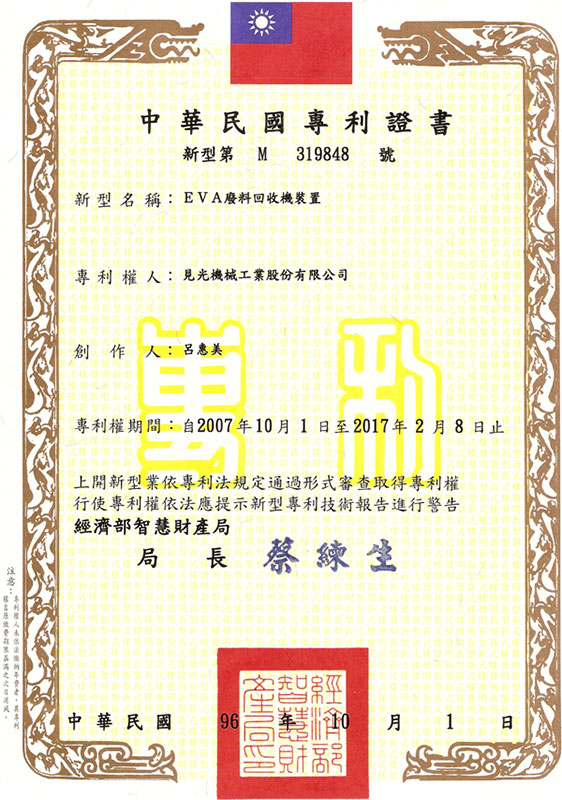 中華民國專利證書
新型第 M 319848 號
新型名稱：EVA廢料回收機裝置
專利權人：見光機械工業股份有限公司
創作人：呂惠美
專利權期間：自2007年10月1日至2017年2月8日止
上開新型業依專利法規定通過形式審查取得專利權
行使專利權依法應提示新型專利技術報告進行警告
經濟部智慧財產局
局長 蔡練生
經濟部
智慧財
產局印
中華民國 96 年 10 月 1 日
注意：專利權人未依法繳納年費者，其專利
權自原繳費期限屆滿之次日消滅。
專利